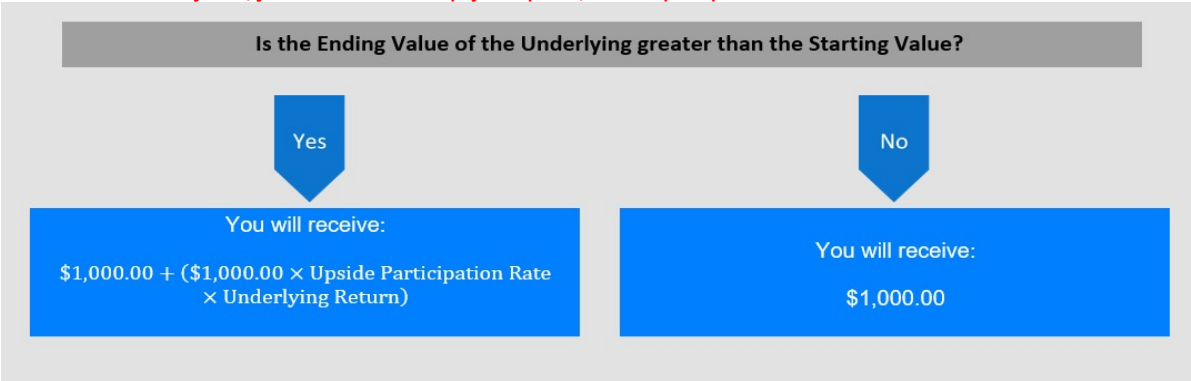 Is the Ending Value of the Underlying greater than the Starting Value?
Yes
No
You will receive:
$1,000.00 + ($1,000.00 × Upside Participation Rate
× Underlying Return)
You will receive:
$1,000.00